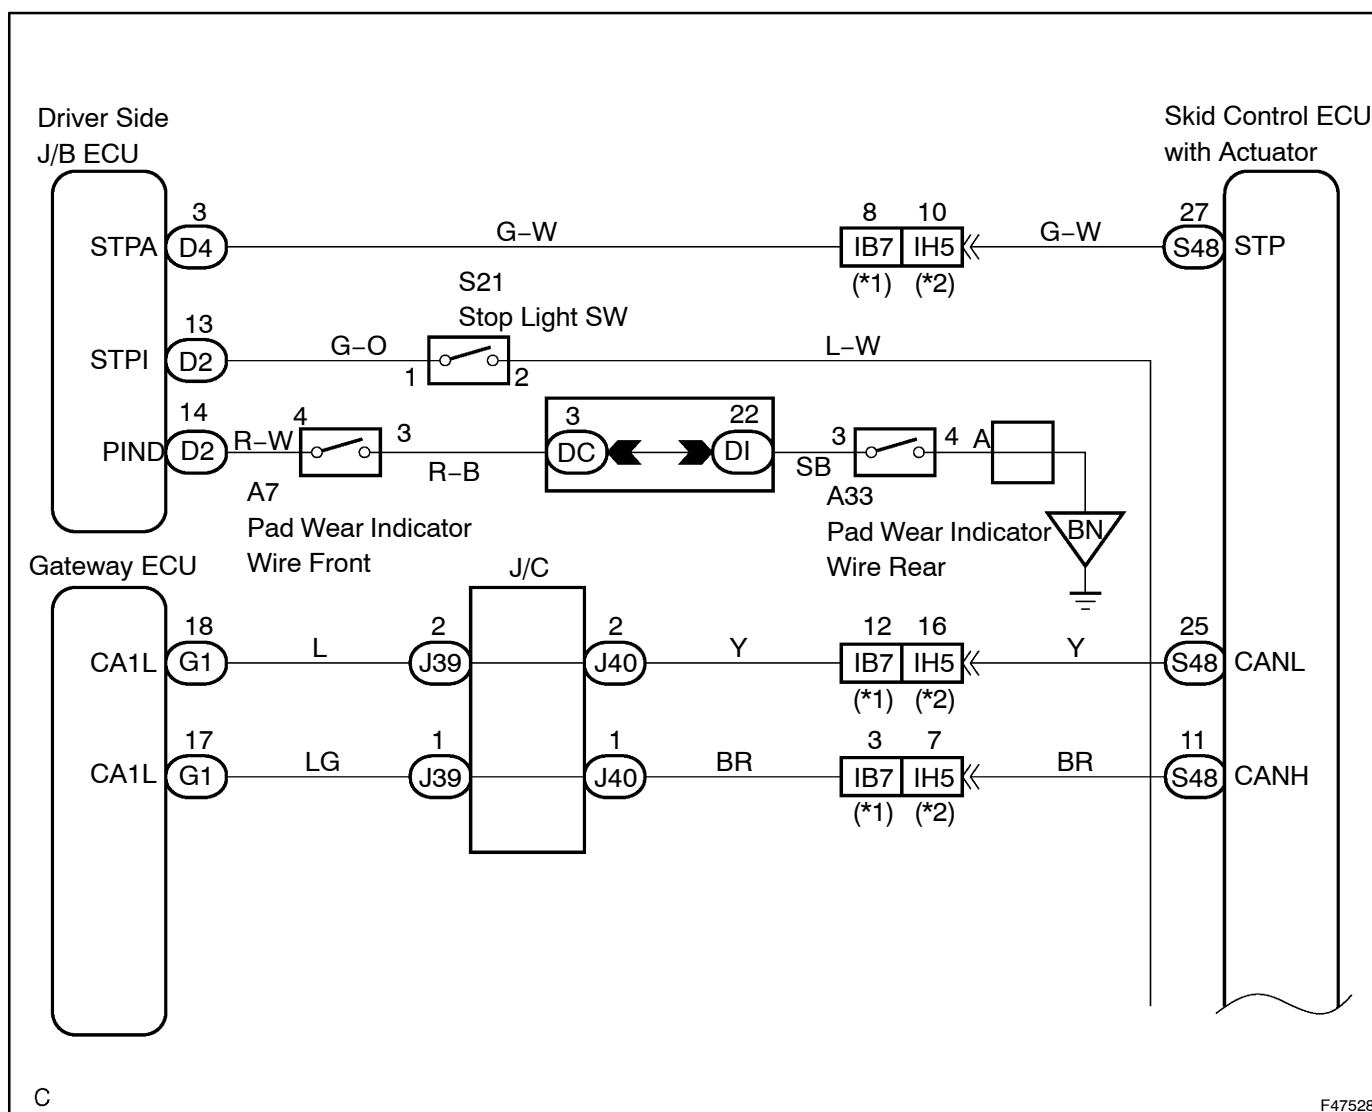 Driver Side
J/B ECU
Skid Control ECU
with Actuator
3
8 10
27
STPA D4 G−W IB7 IH5 G−W S48 STP
(*1) (*2)
S21
Stop Light SW
13
STPI D2 G−O 1 2 L−W
14
PIND D2 R−W 4 3 R−B
3 22
DC DI
SB 3 4 A
BN
A7
Pad Wear Indicator
Wire Front
A33
Pad Wear Indicator
Wire Rear
Gateway ECU
J/C
18 2 2 12 16 25
CA1L G1 L J39 J40 Y IB7 IH5 Y S48 CANL
(*1) (*2)
17 1 1 3 7 11
CA1L G1 LG J39 J40 BR IB7 IH5 BR S48 CANH
(*1) (*2)
C
F47528